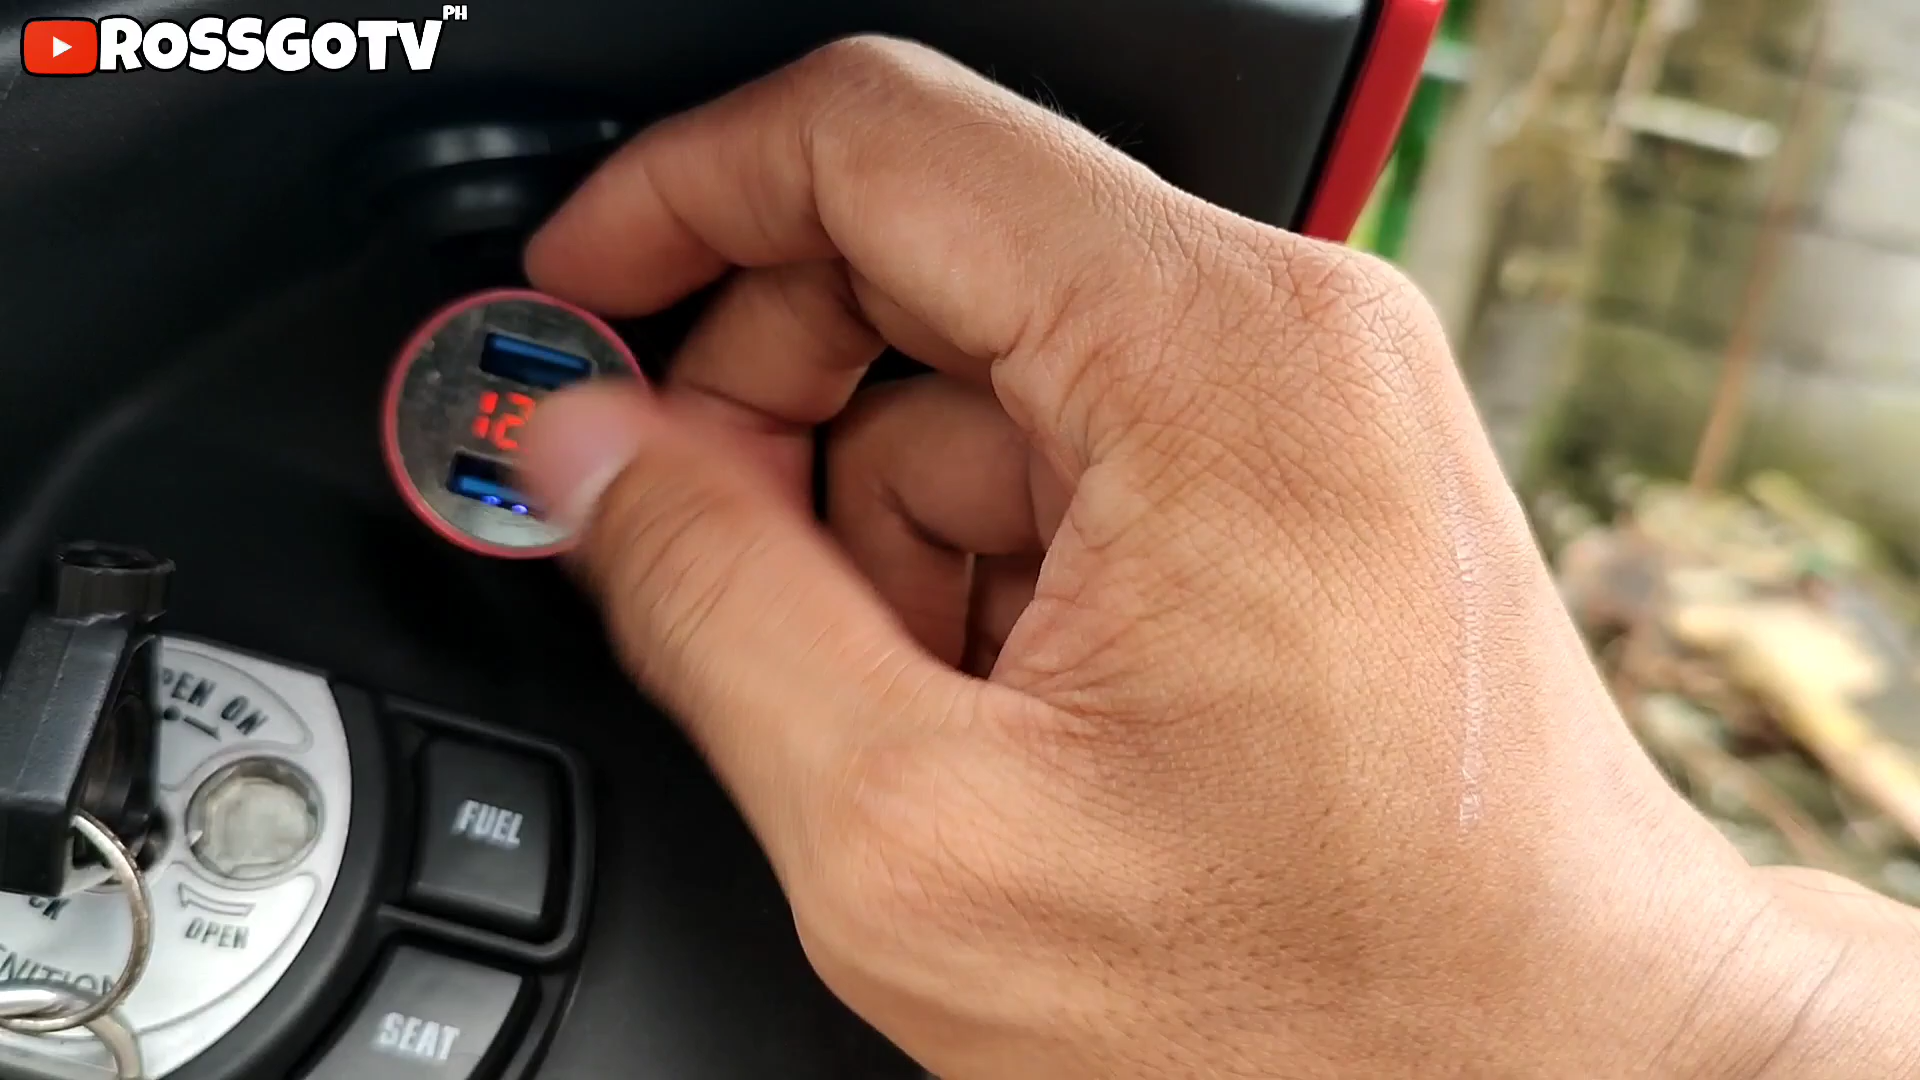 ROSSGOTV PH
12
OPEN ON
FUEL
OPEN
SEAT